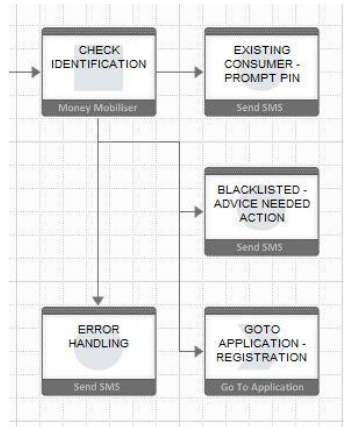 CHECK
IDENTIFICATION
Money Mobiliser
EXISTING
CONSUMER -
PROMPT PIN
Send SMS
BLACKLISTED -
ADVICE NEEDED
ACTION
Send SMS
ERROR
HANDLING
Send SMS
GOTO
APPLICATION -
REGISTRATION
Go To Application